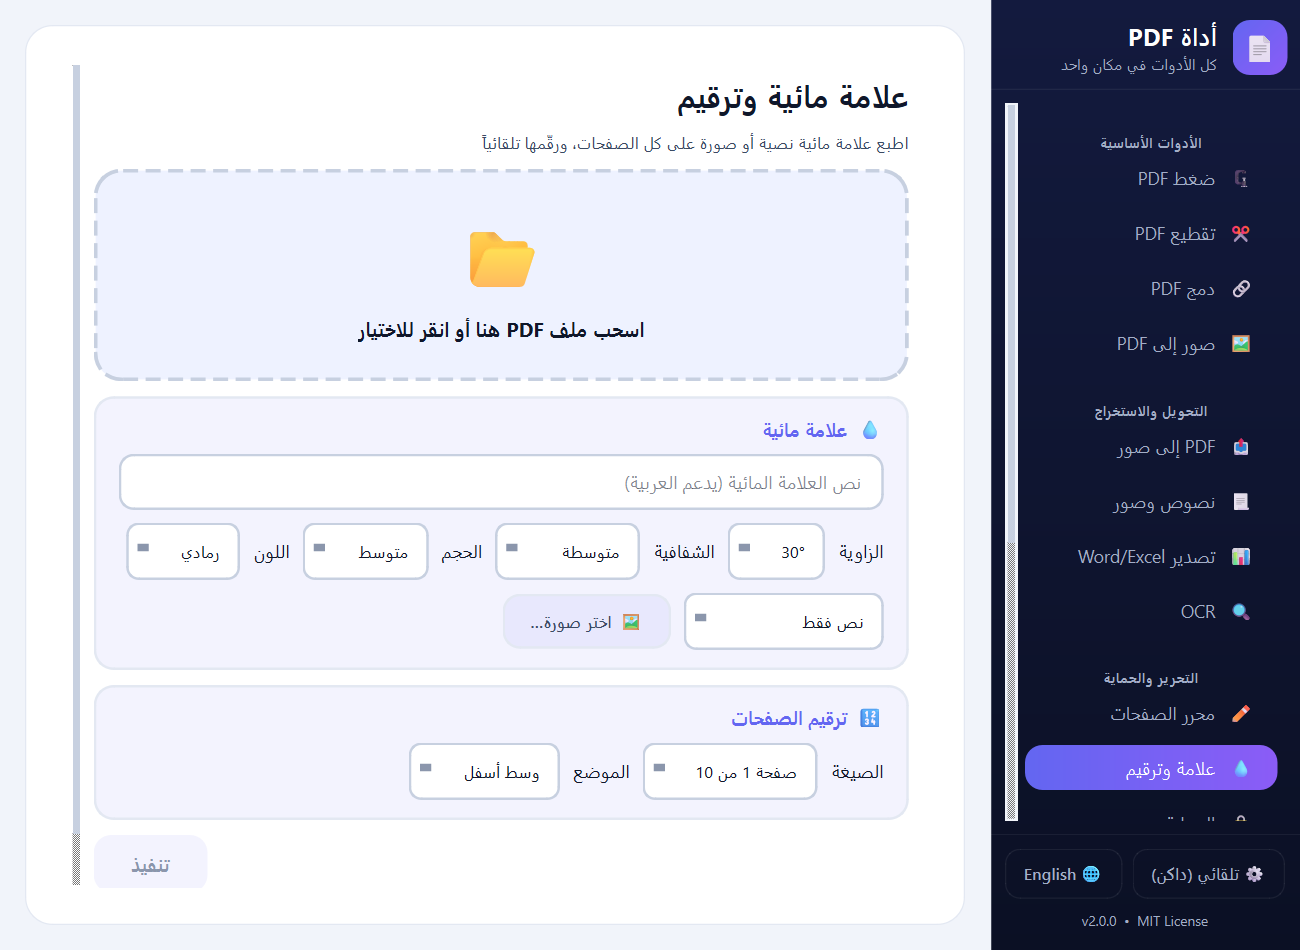 أداة PDF
كل الأدوات في مكان واحد
الأدوات الأساسية
ضغط PDF
تقطيع PDF
دمج PDF
صور إلى PDF
التحويل والاستخراج
PDF إلى صور
نصوص وصور
تصدير Word/Excel
OCR
التحرير والحماية
محرر الصفحات
علامة وترقيم
تلقائي (داكن)
English
v2.0.0 • MIT License
علامة مائية وترقيم
اطبع علامة مائية نصية أو صورة على كل الصفحات، ورقّمها تلقائياً
اسحب ملف PDF هنا أو انقر للاختيار
علامة مائية
نص العلامة المائية (يدعم العربية)
الزاوية 30° الشفافية متوسطة الحجم متوسط اللون رمادي
نص فقط اختر صورة...
ترقيم الصفحات
الصيغة صفحة 1 من 10 الموضع وسط أسفل
تنفيذ